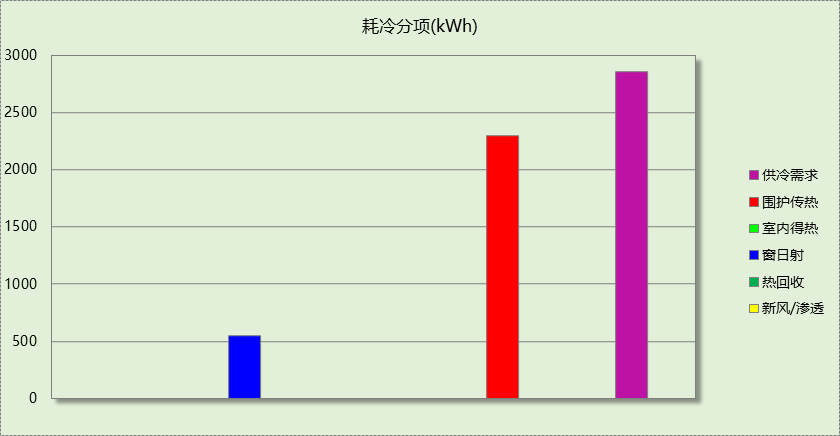 耗冷分项(kWh)
3000
2500
2000
1500
1000
500
0
供冷需求
围护传热
室内得热
窗日射
热回收
新风/渗透